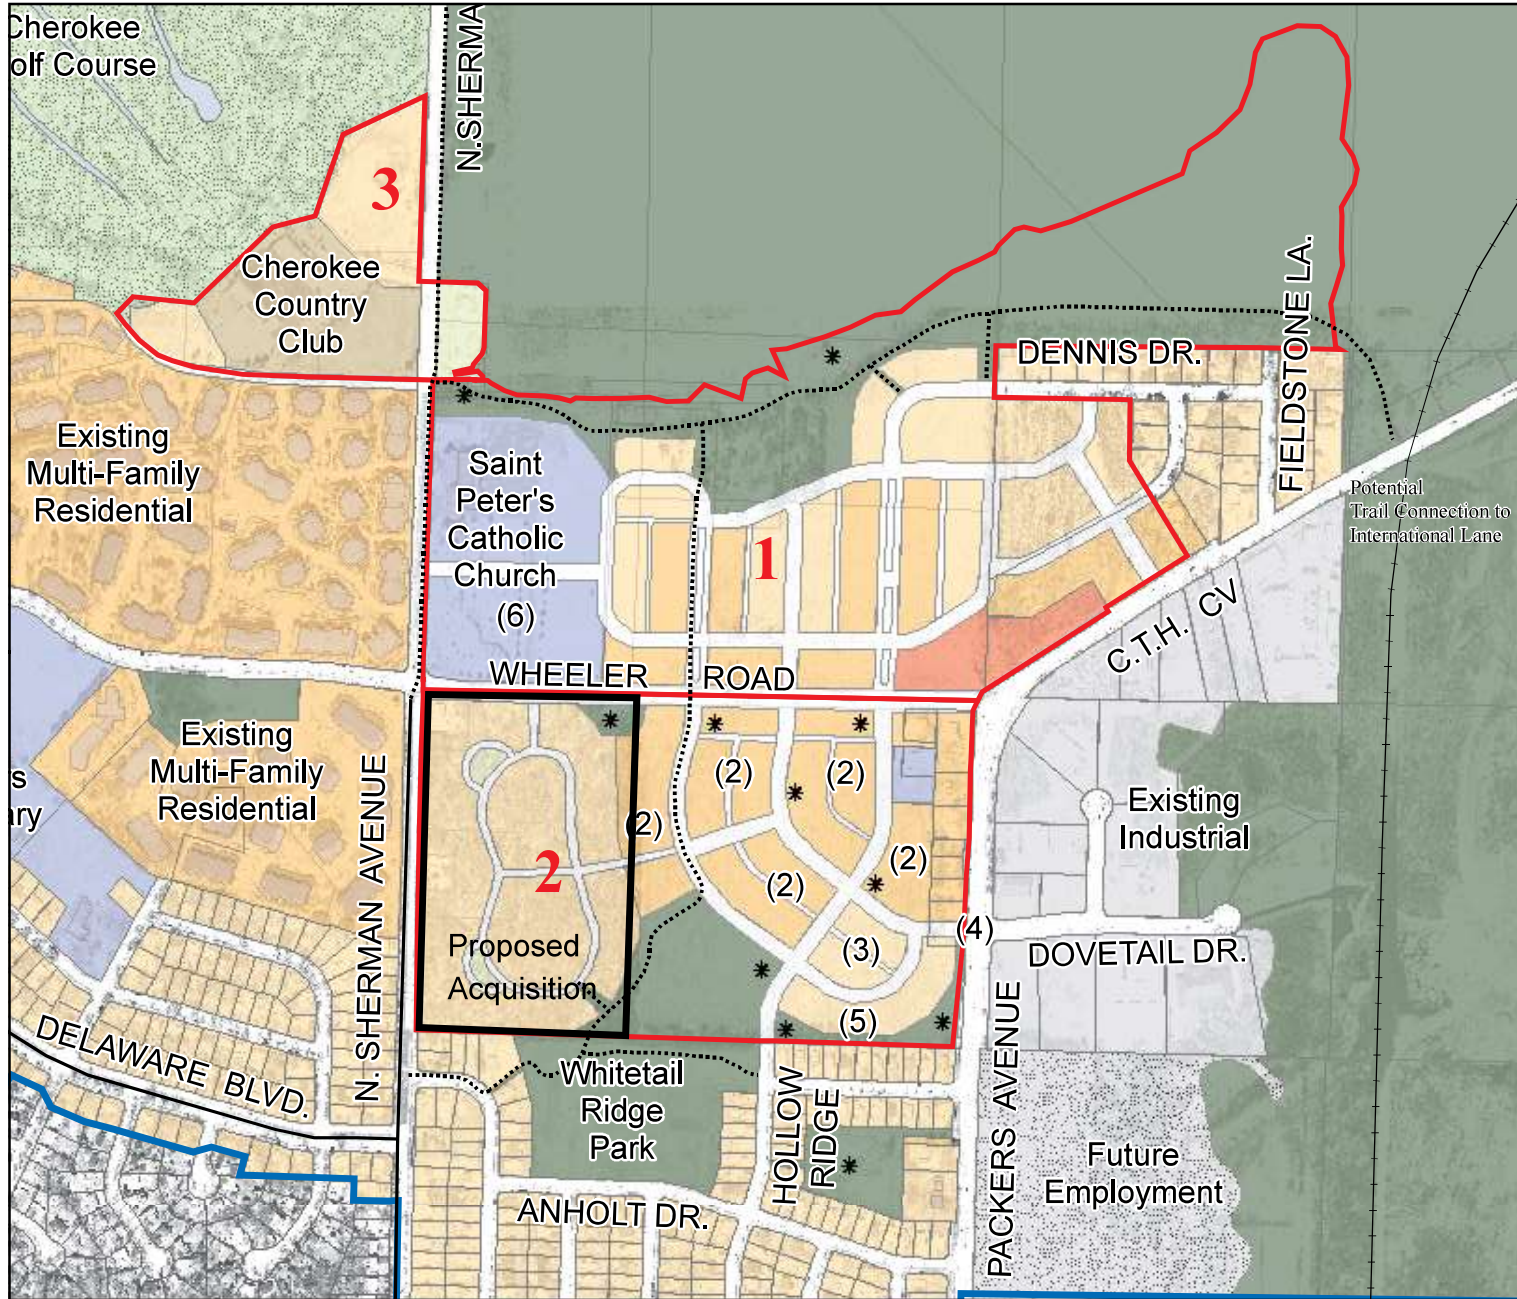 Cherokee
olf Course
N.SHERMA
3
Cherokee
Country
Club
DENNIS DR.
FIELDSTONE LA.
Existing
Multi-Family
Residential
Saint
Peter's
Catholic
Church
(6)
1
Potential
Trail Connection to
International Lane
C.T.H. CV
WHEELER ROAD
Existing
Multi-Family
Residential
s
ary
N. SHERMAN AVENUE
(2)
(2)
(2)
(2)
(2)
2
Existing
Industrial
Proposed
Acquisition
(3)
(4)
(5)
DOVETAIL DR.
DELAWARE BLVD.
Whitetail
Ridge
Park
HOLLOW
RIDGE
PACKERS AVENUE
Future
Employment
ANHOLT DR.